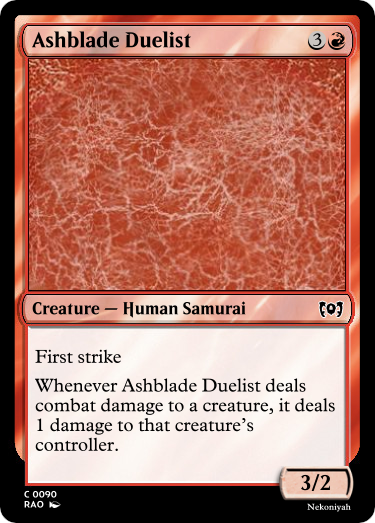 Ashblade Duelist 3
Creature — Human Samurai
First strike
Whenever Ashblade Duelist deals
combat damage to a creature, it deals
1 damage to that creature's
controller.
3/2
C 0090
RAO
Nekoniyah